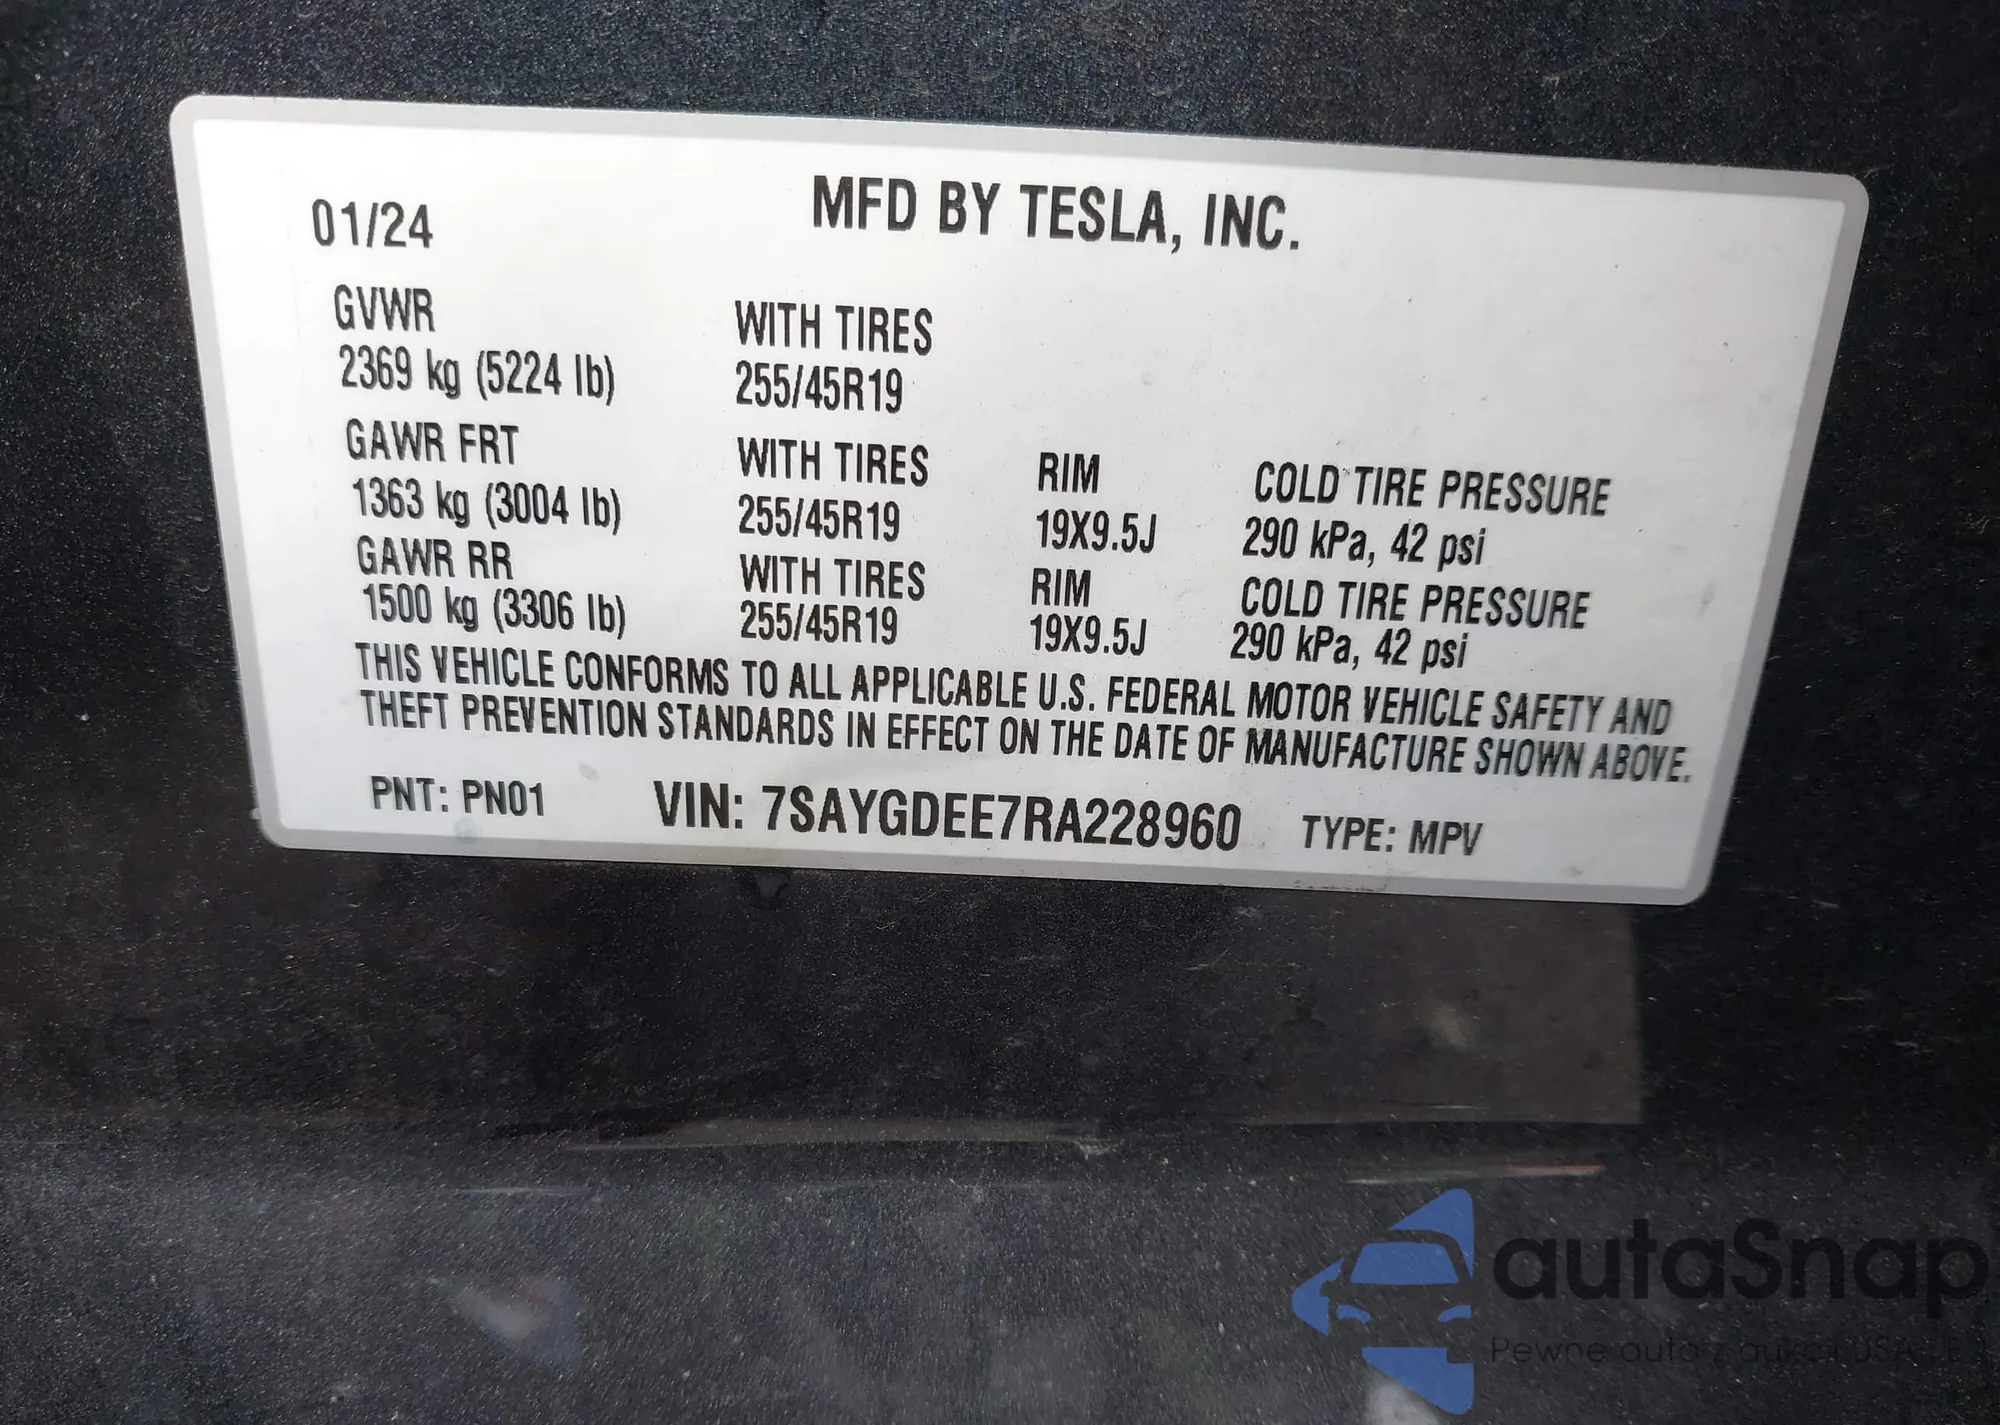 01/24 MFD BY TESLA, INC.
GVWR WITH TIRES
2369 kg (5224 lb) 255/45R19
GAWR FRT WITH TIRES RIM COLD TIRE PRESSURE
1363 kg (3004 lb) 255/45R19 19X9.5J 290 kPa, 42 psi
GAWR RR WITH TIRES RIM COLD TIRE PRESSURE
1500 kg (3306 lb) 255/45R19 19X9.5J 290 kPa, 42 psi
THIS VEHICLE CONFORMS TO ALL APPLICABLE U.S. FEDERAL MOTOR VEHICLE SAFETY AND
THEFT PREVENTION STANDARDS IN EFFECT ON THE DATE OF MANUFACTURE SHOWN ABOVE.
PNT: PN01 VIN: 7SAYGDEE7RA228960 TYPE: MPV
autaSnap
Pewne auto z aukcji USA